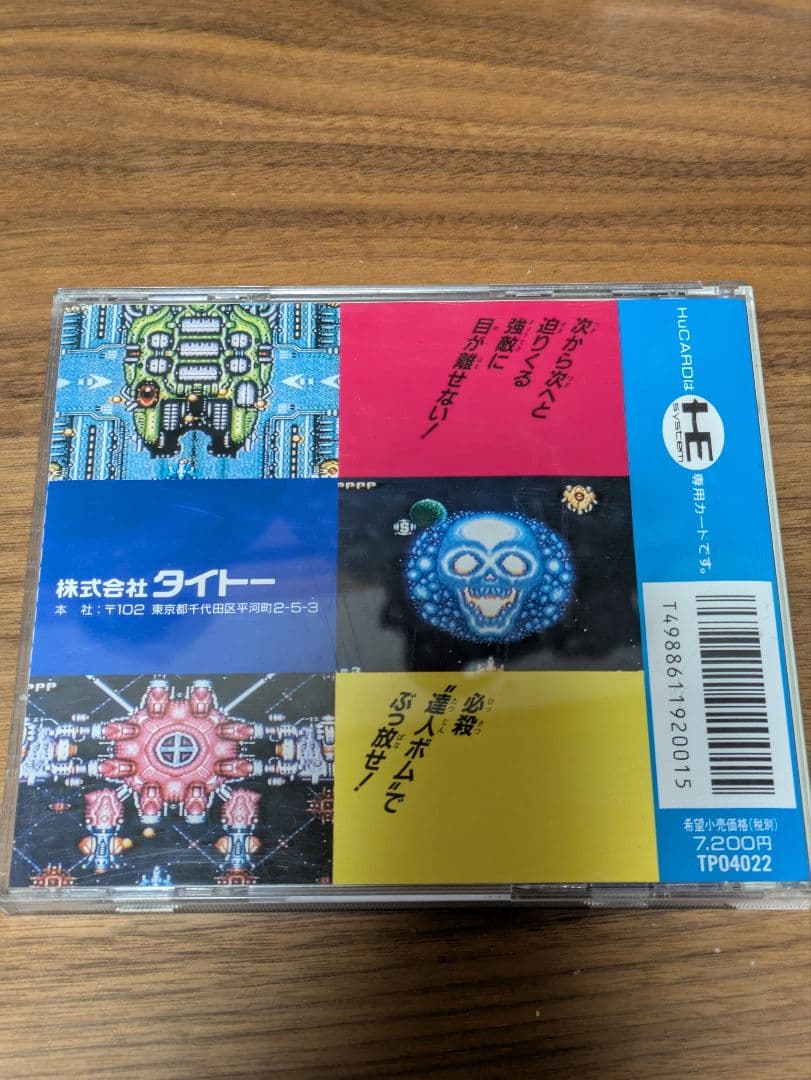 次から次へと
迫りくる
強敵に
目が離せない!
PPPP
S
株式会社 タイトー
本 社:〒102 東京都千代田区平河町2-5-3
PPP
必殺
"達人ボム"で
ぶっ放せ!
HuCARDは
HE
system
専用カードです。
T4988611920015
希望小売価格(税別)
7,200円
TP04022